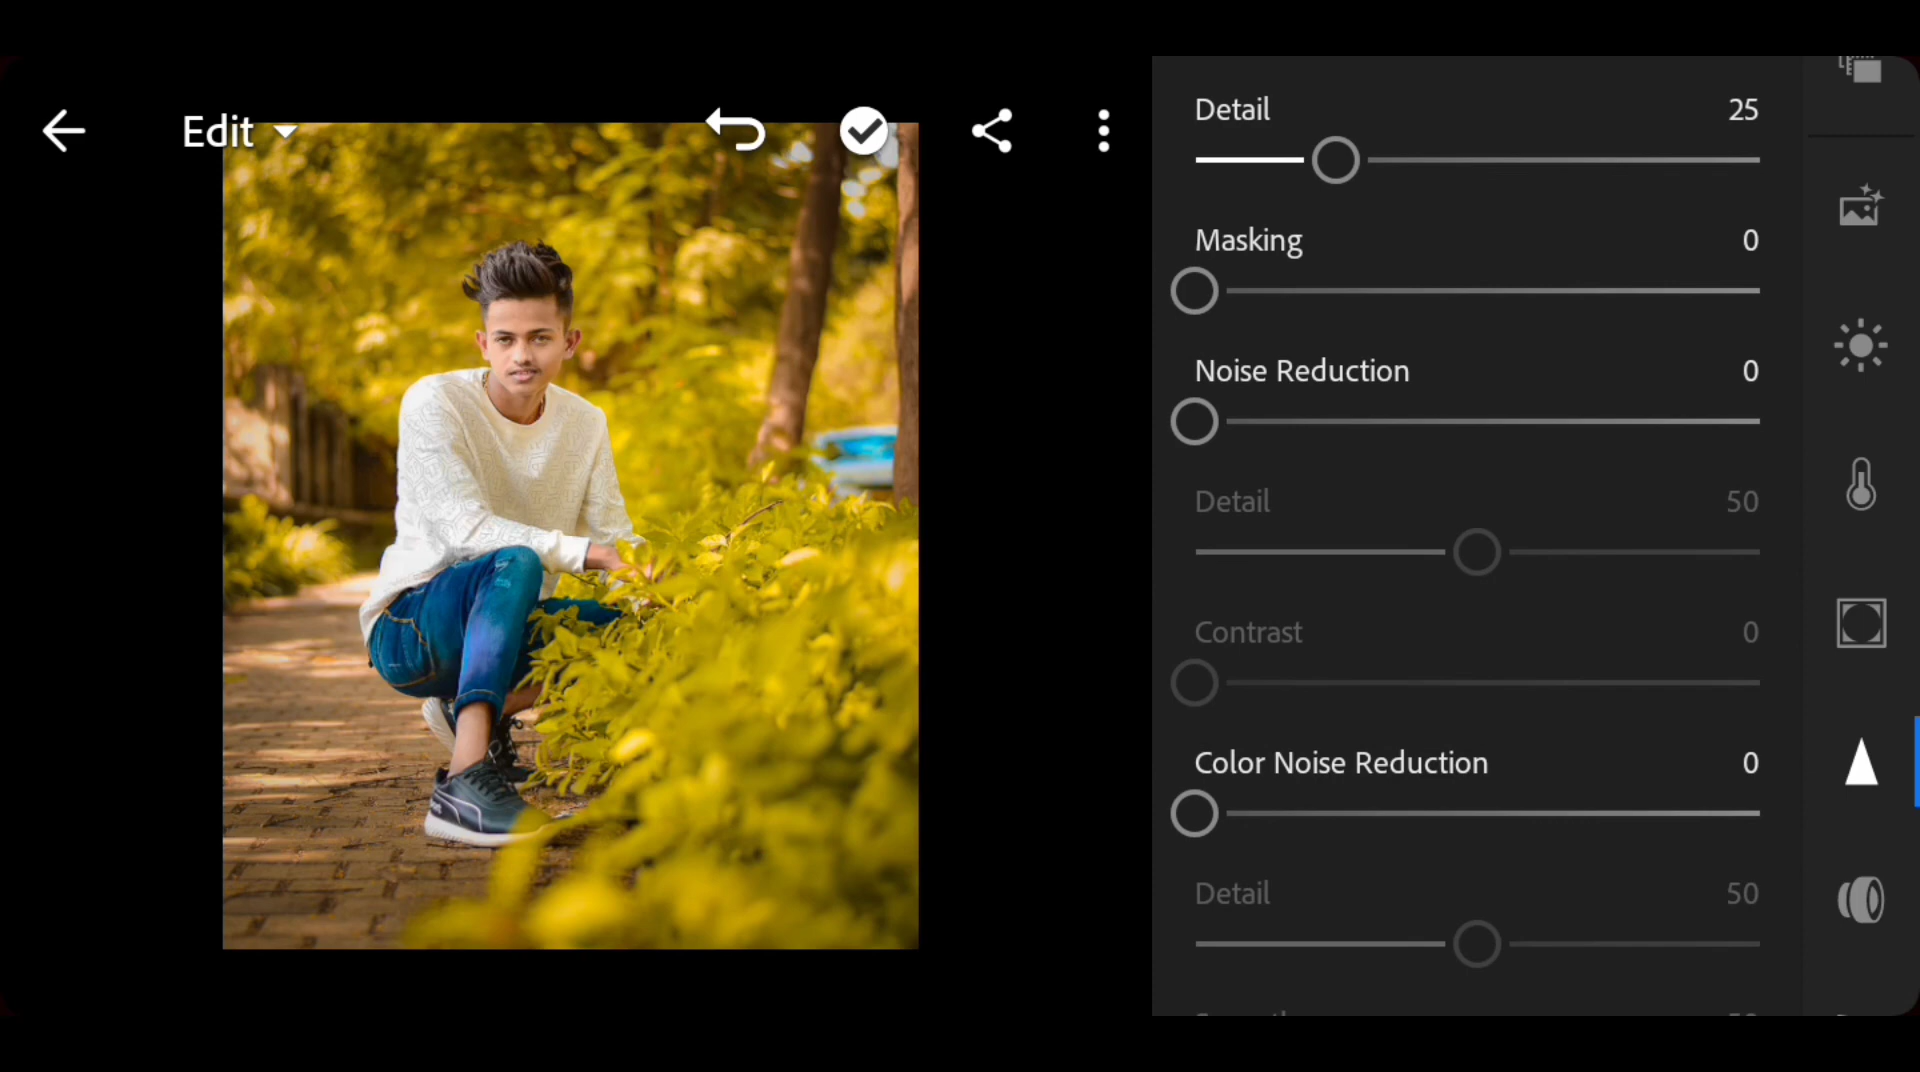 Edit
Detail 25
Masking 0
Noise Reduction 0
Detail 50
Contrast 0
Color Noise Reduction 0
Detail 50